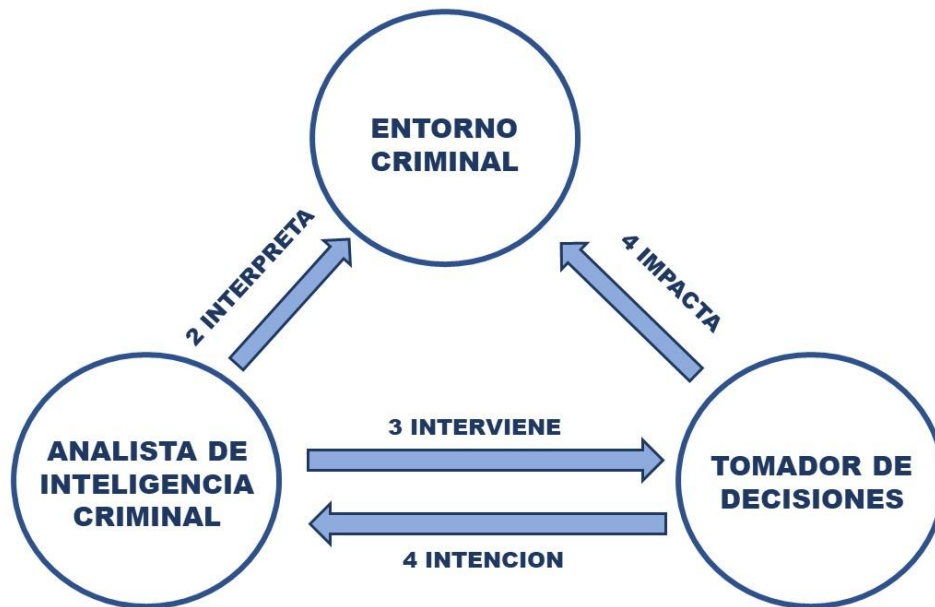 ENTORNO
CRIMINAL
2 INTERPRETA
4 IMPACTA
ANALISTA DE
INTELIGENCIA
CRIMINAL
3 INTERVIENE
4 INTENCION
TOMADOR DE
DECISIONES